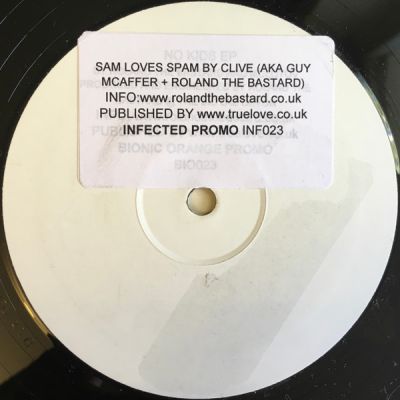 NO KIDS EP
SAM LOVES SPAM BY CLIVE (AKA GUY
MCAFFER + ROLAND THE BASTARD)
INFO:www.rolandthebastard.co.uk
PUBLISHED BY www.truelove.co.uk
INFECTED PROMO INF023
BIONIC ORANGE PROMO
BIO023